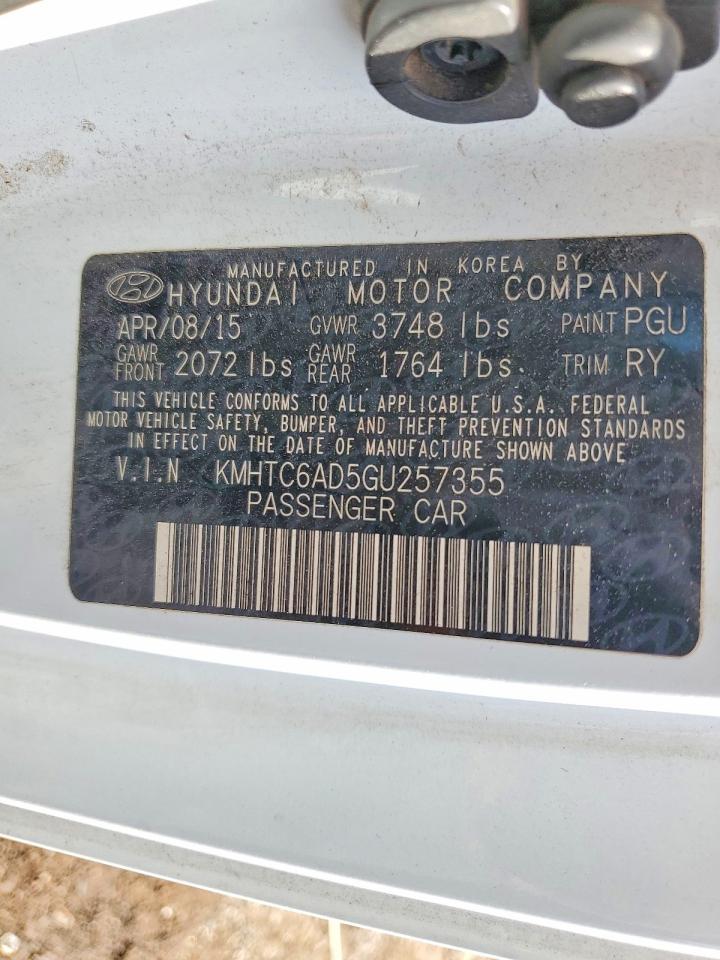 MANUFACTURED IN KOREA BY
HYUNDAI MOTOR COMPANY
APR/08/15 GVWR 3748 lbs PAINT PGU
GAWR FRONT 2072 lbs GAWR REAR 1764 lbs. TRIM RY
THIS VEHICLE CONFORMS TO ALL APPLICABLE U.S.A. FEDERAL
MOTOR VEHICLE SAFETY, BUMPER, AND THEFT PREVENTION STANDARDS
IN EFFECT ON THE DATE OF MANUFACTURE SHOWN ABOVE.
V.I.N KMHTC6AD5GU257355
PASSENGER CAR